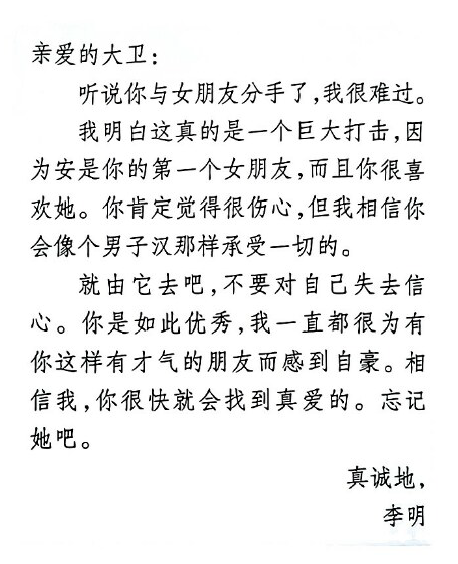 亲爱的大卫:
听说你与女朋友分手了,我很难过。
我明白这真的是一个巨大打击,因
为安是你的第一个女朋友,而且你很喜
欢她。你肯定觉得很伤心,但我相信你
会像个男子汉那样承受一切的。
就由它去吧,不要对自己失去信
心。你是如此优秀,我一直都很为有
你这样有才气的朋友而感到自豪。相
信我,你很快就会找到真爱的。忘记
她吧。
真诚地,
李明